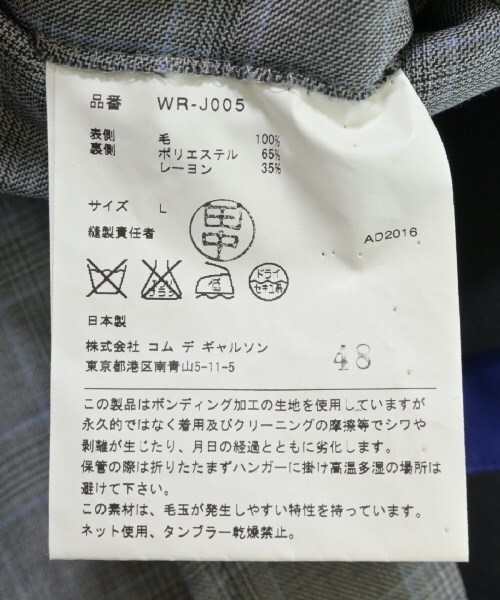 品番 WR-J005
表側 毛 100%
裏側 ポリエステル 65%
レーヨン 35%
サイズ L
田中
縫製責任者
AD2016
ドライ
セキユ系
日本製
株式会社 コム デ ギャルソン
東京都港区南青山5-11-5
48
この製品はボンディング加工の生地を使用していますが
永久的ではなく着用及びクリーニングの摩擦等でシワや
剥離が生じたり、月日の経過とともに劣化します。
保管の際は折りたたまずハンガーに掛け高温多湿の場所は
避けて下さい。
この素材は、毛玉が発生しやすい特性を持っています。
ネット使用、タンブラー乾燥禁止。